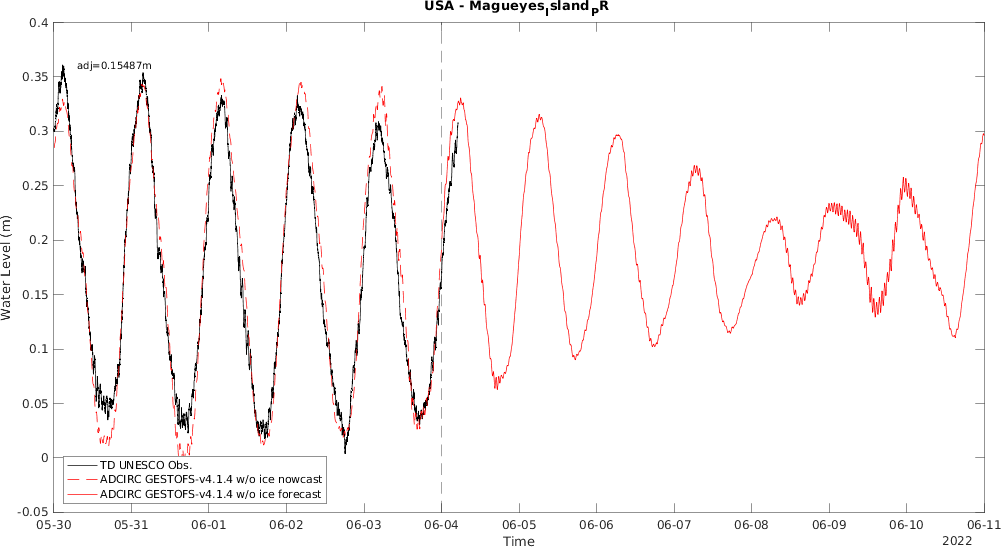 USA - Magueyes_Island_PR
0.4
adj=0.15487m
0.35
0.3
0.25
0.2
0.15
0.1
0.05
0
-0.05
Water Level (m)
TD UNESCO Obs.
ADCIRC GESTOFS-v4.1.4 w/o ice nowcast
ADCIRC GESTOFS-v4.1.4 w/o ice forecast
05-30 05-31 06-01 06-02 06-03 06-04 06-05 06-06 06-07 06-08 06-09 06-10 06-11
Time
2022